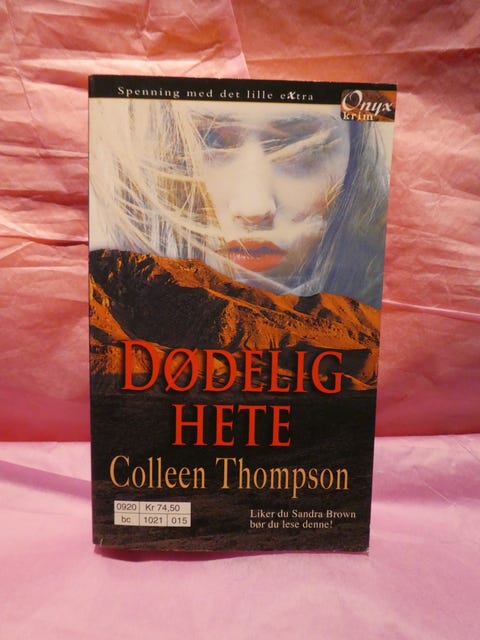 Spenning med det lille extra
Onyx
krim
DØDELIG
HETE
Colleen Thompson
0920 Kr 74,50
bc 1021 015
Liker du Sandra Brown
bør du lese denne!